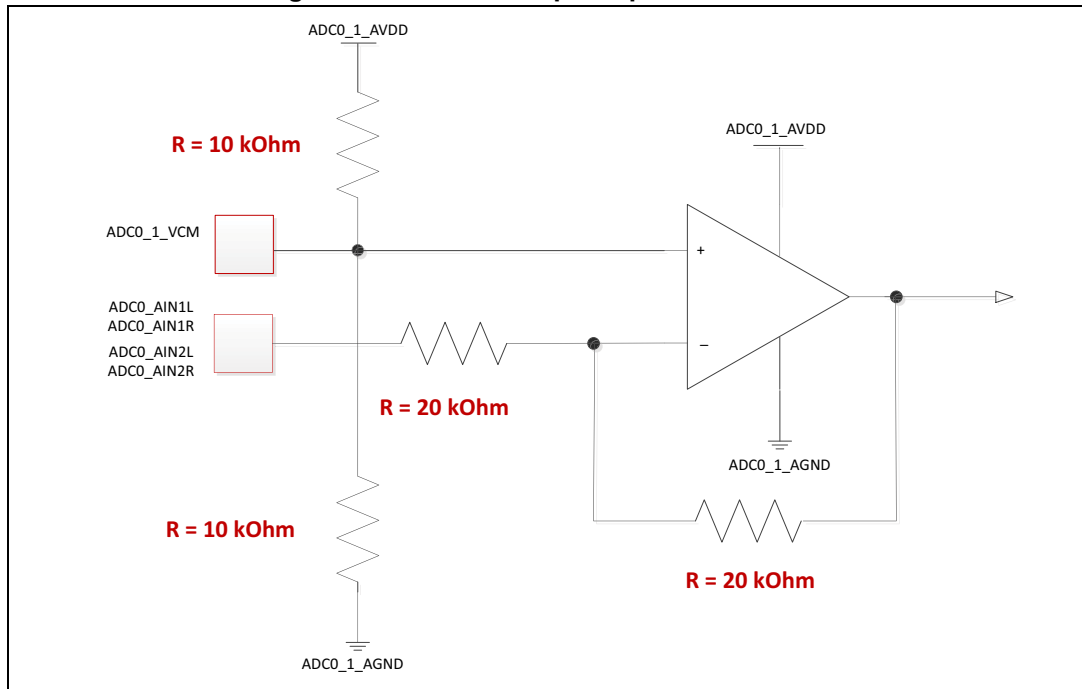 ADC0_1_AVDD
R = 10 kOhm
ADC0_1_AVDD
ADC0_1_VCM
+
ADC0_AIN1L
ADC0_AIN1R
ADC0_AIN2L
ADC0_AIN2R
–
R = 20 kOhm
ADC0_1_AGND
R = 10 kOhm
R = 20 kOhm
ADC0_1_AGND